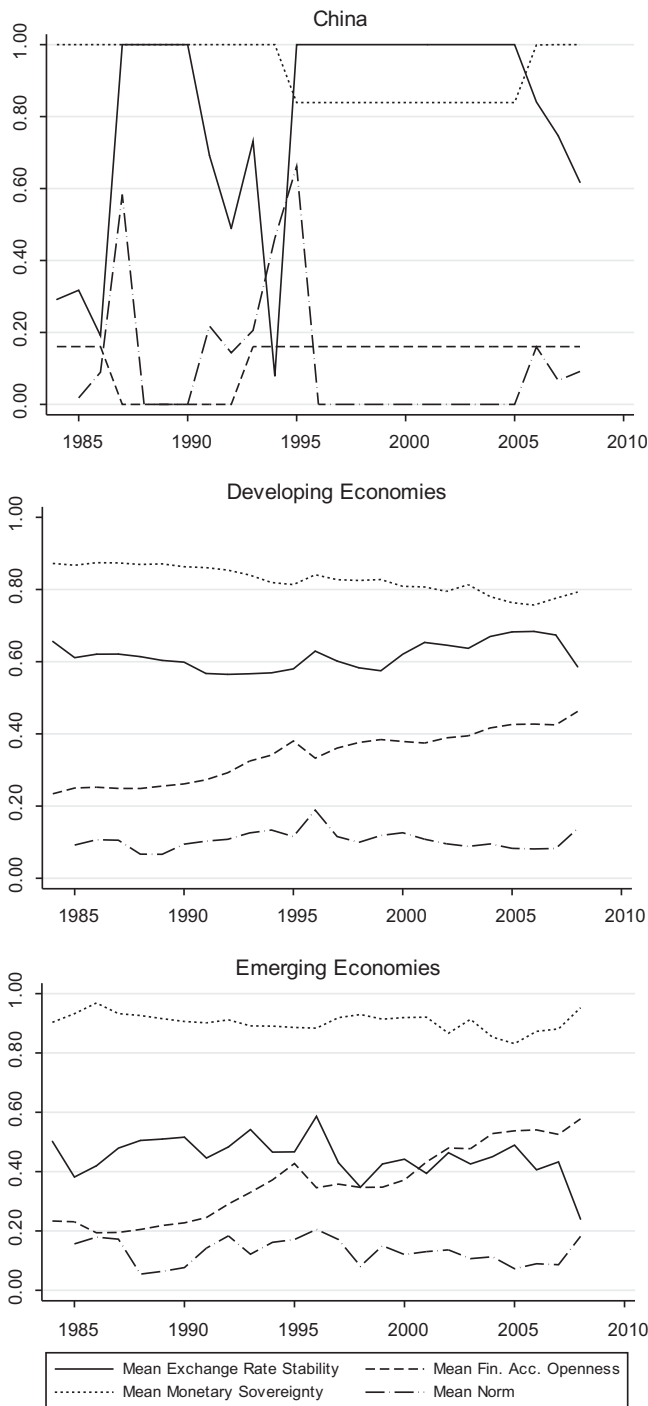 China
1.00
0.80
0.60
0.40
0.20
0.00
1985 1990 1995 2000 2005 2010
Developing Economies
1.00
0.80
0.60
0.40
0.20
0.00
1985 1990 1995 2000 2005 2010
Emerging Economies
1.00
0.80
0.60
0.40
0.20
0.00
1985 1990 1995 2000 2005 2010
Mean Exchange Rate Stability Mean Fin. Acc. Openness
Mean Monetary Sovereignty Mean Norm